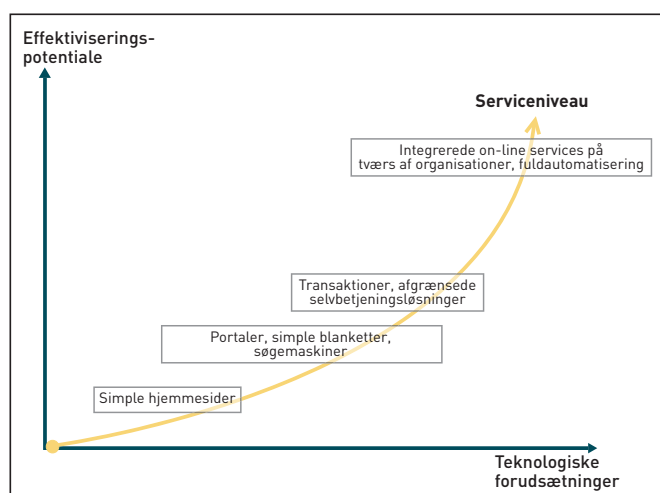 Effektiviserings-
potentiale
Serviceniveau
Integrerede on-line services på
tværs af organisationer, fuldautomatisering
Transaktioner, afgrænsede
selvbetjeningsløsninger
Portaler, simple blanketter,
søgemaskiner
Simple hjemmesider
Teknologiske
forudsætninger